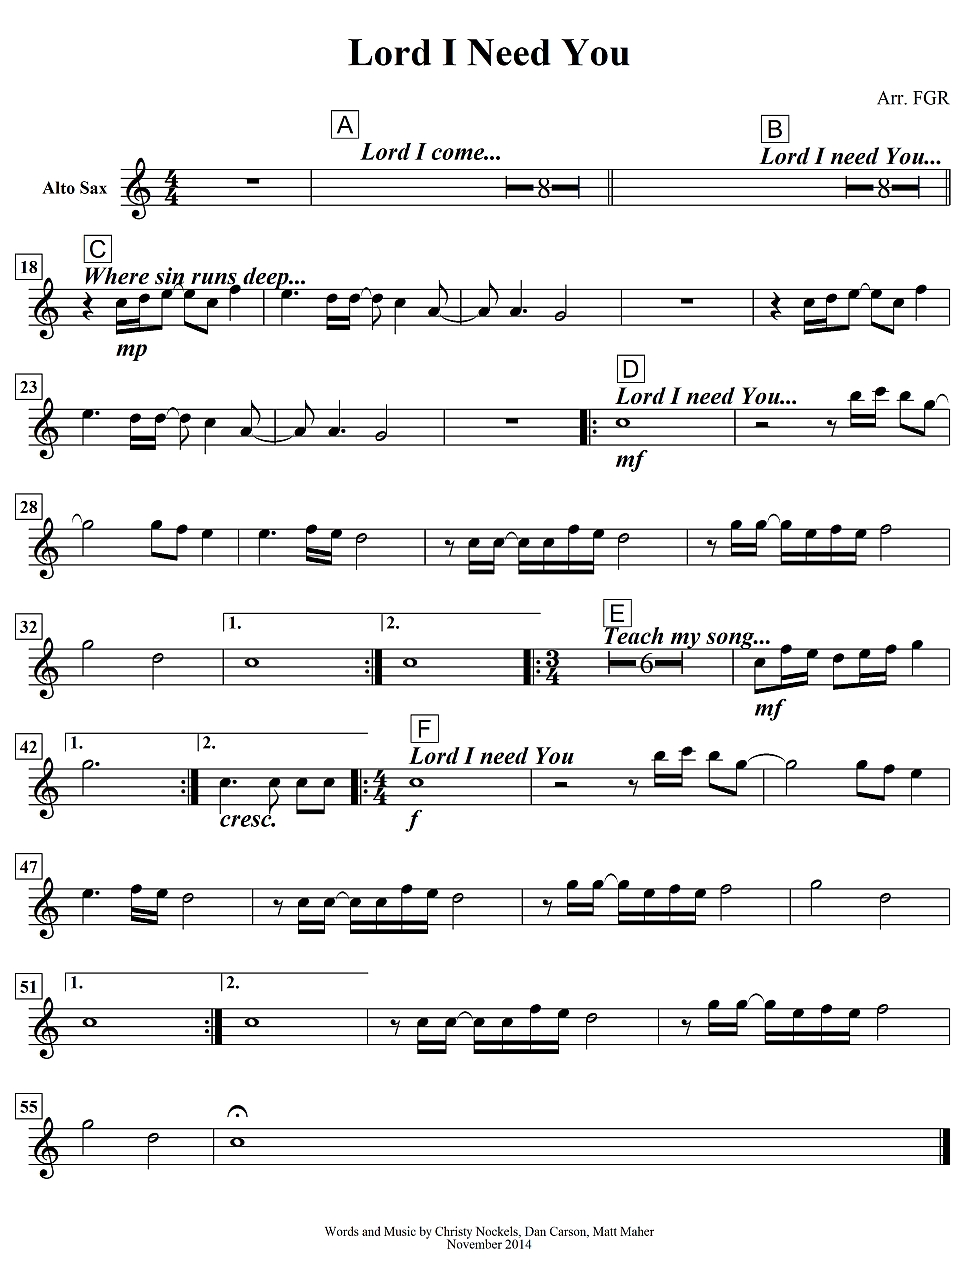 Lord I Need You
Arr. FGR
A
B
Lord I come...
Lord I need You...
Alto Sax
4
4
8
8
C
18
Where sin runs deep...
mp
23
D
Lord I need You...
mf
28
32
1.
2.
E
Teach my song...
3
4
6
mf
42
1.
2.
F
Lord I need You
4
4
cresc.
f
47
51
1.
2.
55
Words and Music by Christy Nockels, Dan Carson, Matt Maher
November 2014